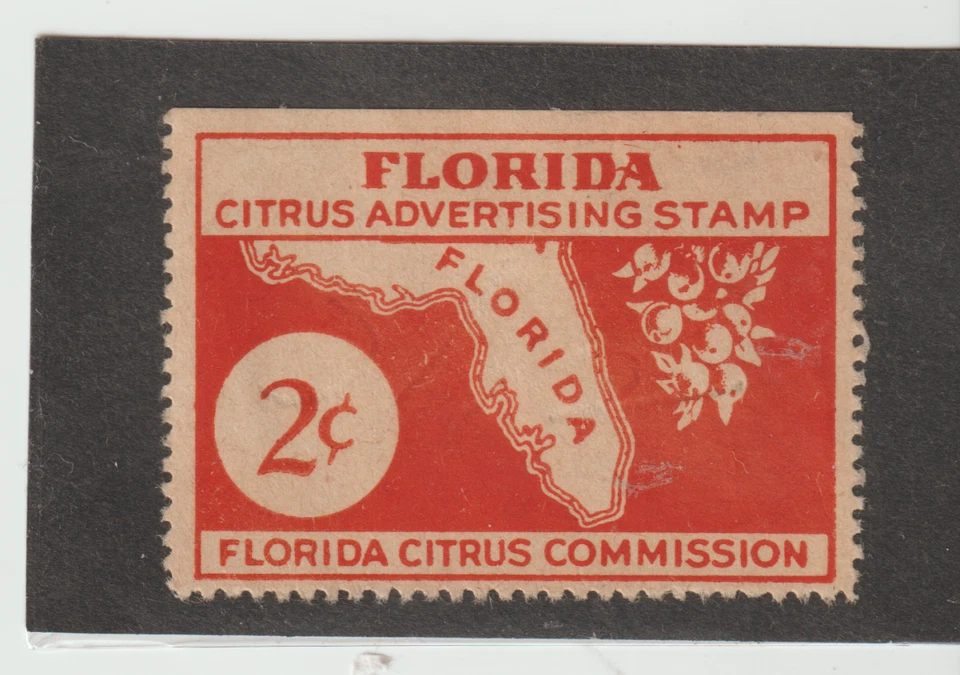 FLORIDA
CITRUS ADVERTISING STAMP
FLORIDA
2¢
FLORIDA CITRUS COMMISSION